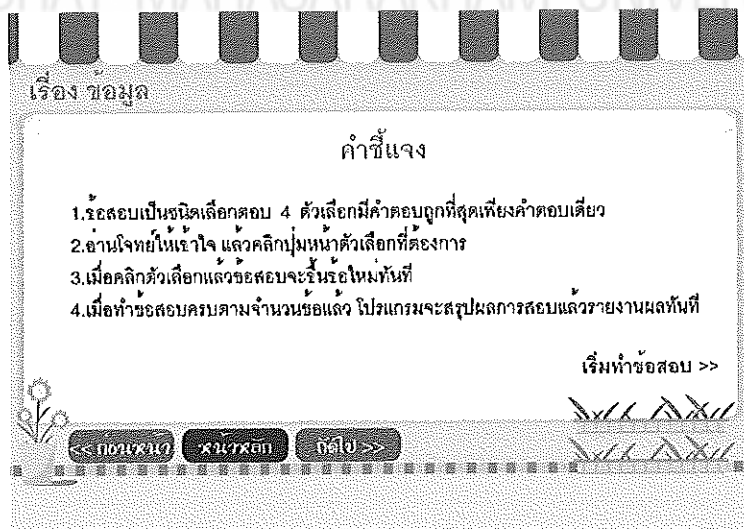 เรื่อง ข้อมูล
คำชี้แจง
1.ข้อสอบเป็นชนิดเลือกตอบ 4 ตัวเลือกมีคำตอบถูกที่สุดเพียงคำตอบเดียว
2.อ่านโจทย์ให้เข้าใจ แล้วคลิกปุ่มหน้าตัวเลือกที่ต้องการ
3.เมื่อคลิกตัวเลือกแล้วข้อสอบจะขึ้นข้อใหม่ทันที
4.เมื่อทำข้อสอบครบตามจำนวนข้อแล้ว โปรแกรมจะสรุปผลการสอบแล้วรายงานผลทันที
เริ่มทำข้อสอบ >>
<< ก่อนหน้า หน้าหลัก ถัดไป >>